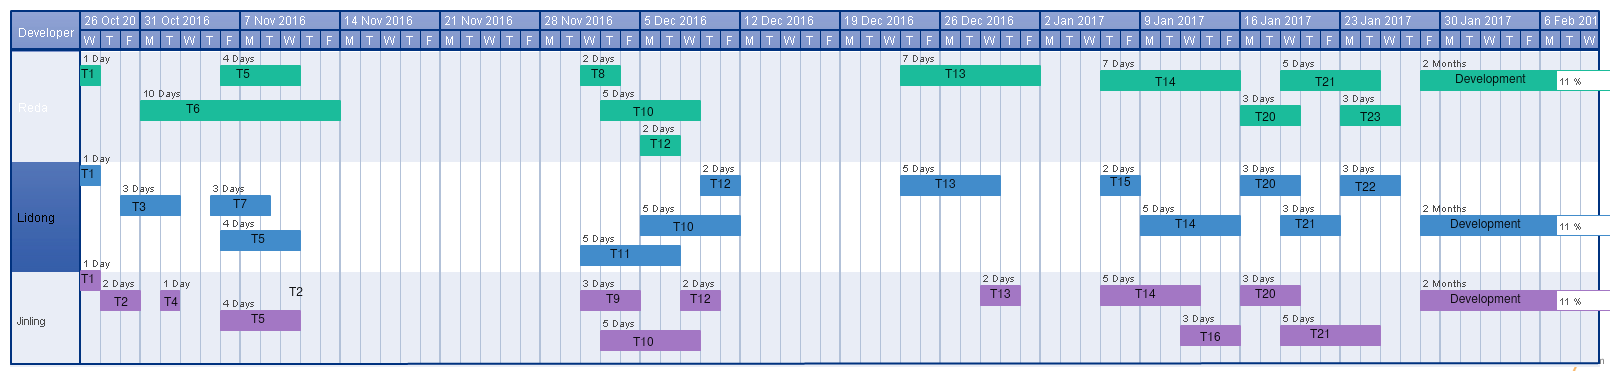 Developer 26 Oct 20 31 Oct 2016 7 Nov 2016 14 Nov 2016 21 Nov 2016 28 Nov 2016 5 Dec 2016 12 Dec 2016 19 Dec 2016 26 Dec 2016 2 Jan 2017 9 Jan 2017 16 Jan 2017 23 Jan 2017 30 Jan 2017 6 Feb 201
W T F M T W T F M T W T F M T W T F M T W T F M T W T F M T W T F M T W T F M T W T F M T W T F M T W T F M T W T F M T W T F M T W T F M T W T F M T W
1 Day 4 Days 2 Days 7 Days 7 Days 5 Days 2 Months
T1 T5 T8 T13 T14 T21 Development 11 %
10 Days 5 Days 3 Days 3 Days
Reda T6 T10 T20 T23
2 Days
T12
1 Day 2 Days 5 Days 2 Days 3 Days 3 Days
T1 T12 T13 T15 T20 T22
3 Days 3 Days
T3 T7
5 Days 5 Days 3 Days 2 Months
Lidong T10 T14 T21 Development 11 %
4 Days
T5
5 Days
T11
1 Day 2 Days 5 Days 3 Days
T1 T13 T14 T20
2 Days 1 Day 3 Days 2 Days 2 Months
T2 T4 T2 T9 T12 Development 11 %
4 Days 3 Days 5 Days
Jinling T5 T16 T21
5 Days
T10